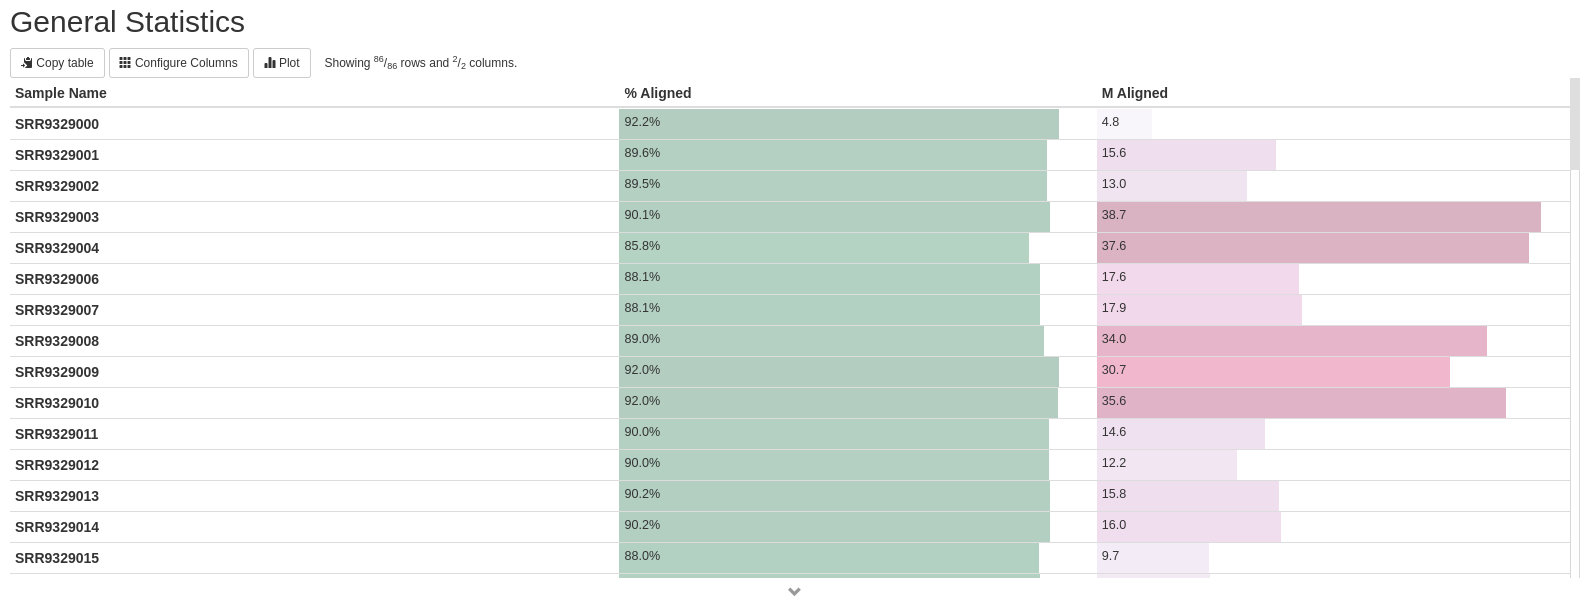 General Statistics
Copy table Configure Columns Plot Showing 86/86 rows and 2/2 columns.
Sample Name % Aligned M Aligned
SRR9329000 92.2% 4.8
SRR9329001 89.6% 15.6
SRR9329002 89.5% 13.0
SRR9329003 90.1% 38.7
SRR9329004 85.8% 37.6
SRR9329006 88.1% 17.6
SRR9329007 88.1% 17.9
SRR9329008 89.0% 34.0
SRR9329009 92.0% 30.7
SRR9329010 92.0% 35.6
SRR9329011 90.0% 14.6
SRR9329012 90.0% 12.2
SRR9329013 90.2% 15.8
SRR9329014 90.2% 16.0
SRR9329015 88.0% 9.7